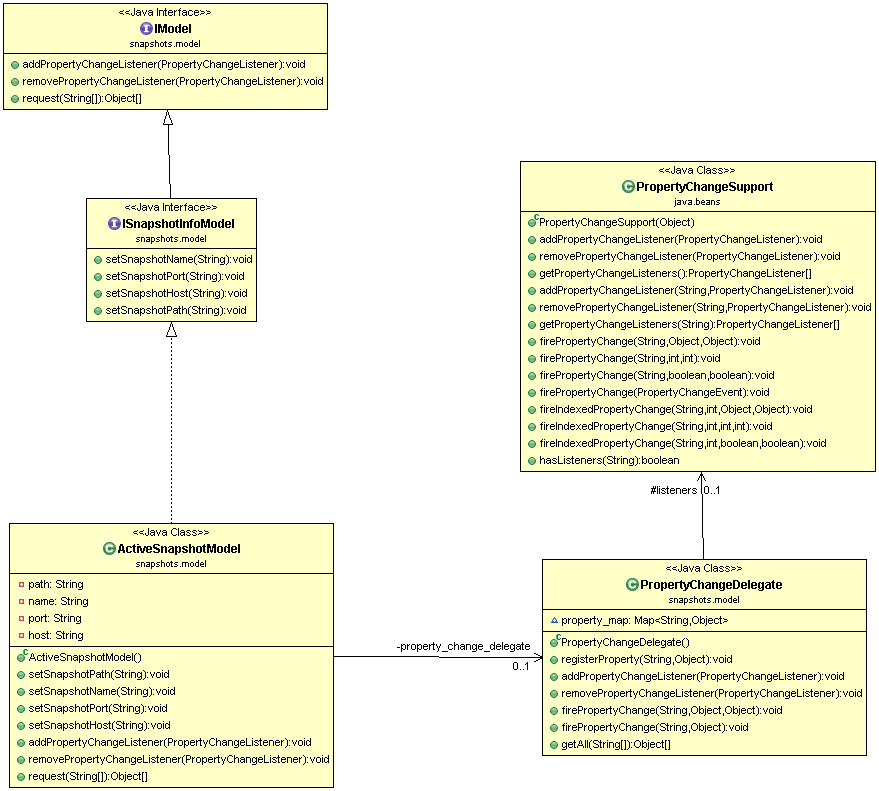 <<Java Interface>>
IModel
snapshots.model
addPropertyChangeListener(PropertyChangeListener):void
removePropertyChangeListener(PropertyChangeListener):void
request(String[]):Object[]
<<Java Interface>>
ISnapshotInfoModel
snapshots.model
setSnapshotName(String):void
setSnapshotPort(String):void
setSnapshotHost(String):void
setSnapshotPath(String):void
<<Java Class>>
PropertyChangeSupport
java.beans
PropertyChangeSupport(Object)
addPropertyChangeListener(PropertyChangeListener):void
removePropertyChangeListener(PropertyChangeListener):void
getPropertyChangeListeners():PropertyChangeListener[]
addPropertyChangeListener(String,PropertyChangeListener):void
removePropertyChangeListener(String,PropertyChangeListener):void
getPropertyChangeListeners(String):PropertyChangeListener[]
firePropertyChange(String,Object,Object):void
firePropertyChange(String,int,int):void
firePropertyChange(String,boolean,boolean):void
firePropertyChange(PropertyChangeEvent):void
fireIndexedPropertyChange(String,int,Object,Object):void
fireIndexedPropertyChange(String,int,int,int):void
fireIndexedPropertyChange(String,int,boolean,boolean):void
hasListeners(String):boolean
#listeners 0..1
<<Java Class>>
ActiveSnapshotModel
snapshots.model
path: String
name: String
port: String
host: String
ActiveSnapshotModel()
setSnapshotPath(String):void
setSnapshotName(String):void
setSnapshotPort(String):void
setSnapshotHost(String):void
addPropertyChangeListener(PropertyChangeListener):void
removePropertyChangeListener(PropertyChangeListener):void
request(String[]):Object[]
-property_change_delegate
0..1
<<Java Class>>
PropertyChangeDelegate
snapshots.model
property_map: Map<String,Object>
PropertyChangeDelegate()
registerProperty(String,Object):void
addPropertyChangeListener(PropertyChangeListener):void
removePropertyChangeListener(PropertyChangeListener):void
firePropertyChange(String,Object,Object):void
firePropertyChange(String,Object):void
getAll(String[]):Object[]